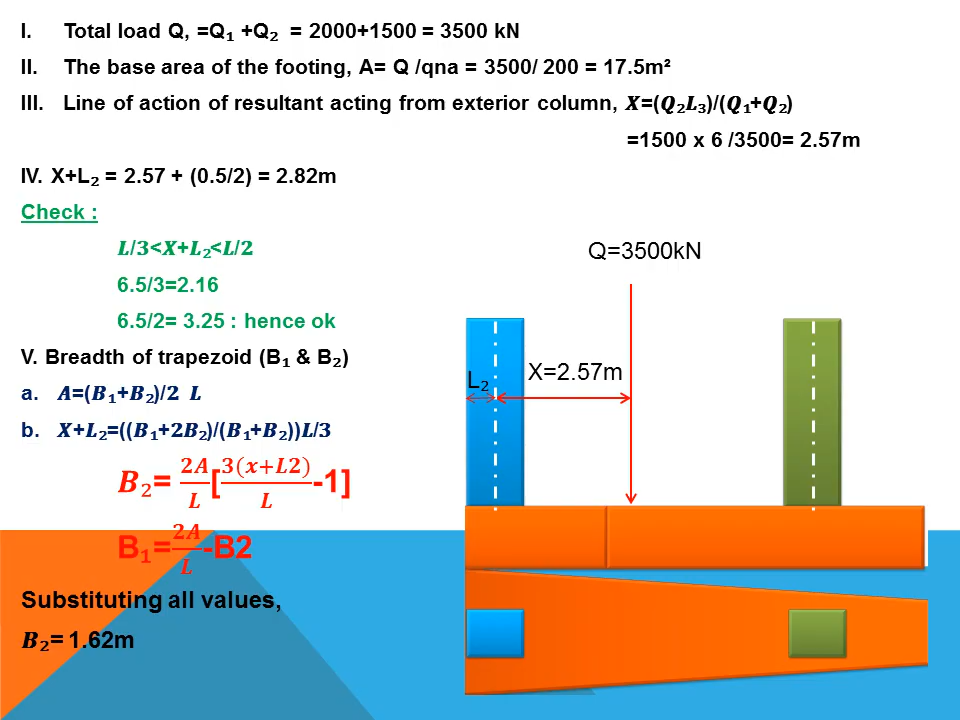 I. Total load Q, =Q₁ +Q₂ = 2000+1500 = 3500 kN
II. The base area of the footing, A= Q /qna = 3500/ 200 = 17.5m²
III. Line of action of resultant acting from exterior column, X=(Q₂L₃)/(Q₁+Q₂)
=1500 x 6 /3500= 2.57m
IV. X+L₂ = 2.57 + (0.5/2) = 2.82m
Check :
L/3<X+L₂<L/2
6.5/3=2.16
6.5/2= 3.25 : hence ok
V. Breadth of trapezoid (B₁ & B₂)
a. A=(B₁+B₂)/2 L
b. X+L₂=((B₁+2B₂)/(B₁+B₂))L/3
B₂= 2A/L [3(x+L2)/L -1]
B₁=2A/L-B2
Substituting all values,
B₂= 1.62m
Q=3500kN
L₂
X=2.57m